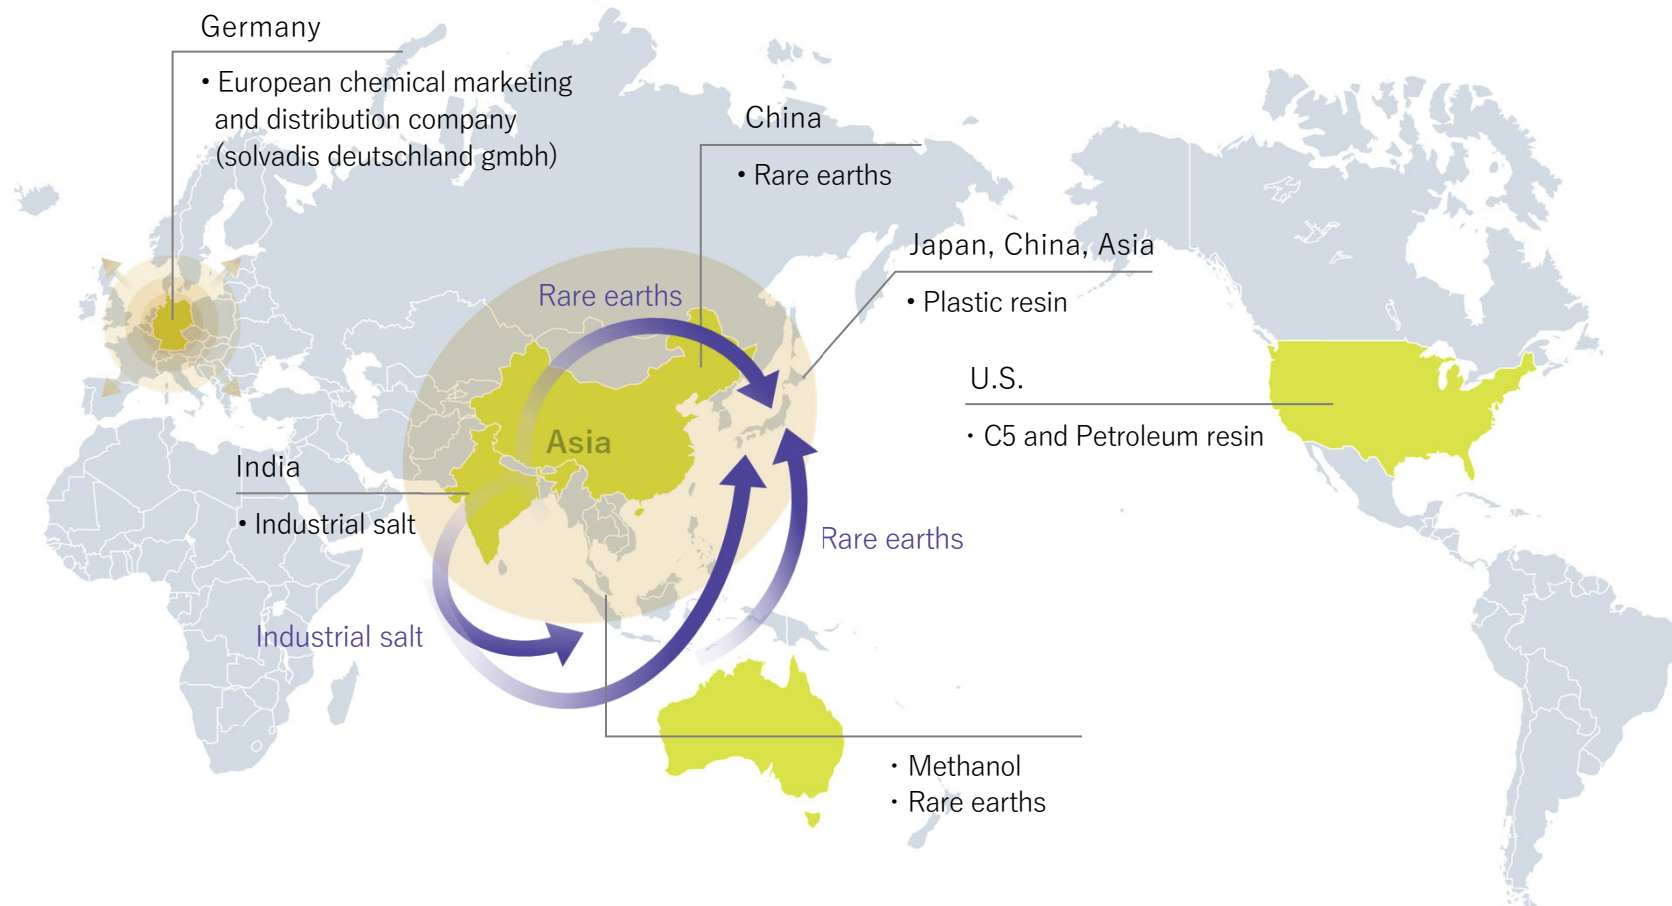 Germany
• European chemical marketing
and distribution company
(solvadis deutschland gmbh)
China
• Rare earths
Japan, China, Asia
• Plastic resin
Rare earths
U.S.
・C5 and Petroleum resin
Asia
India
• Industrial salt
Rare earths
Industrial salt
・Methanol
・Rare earths